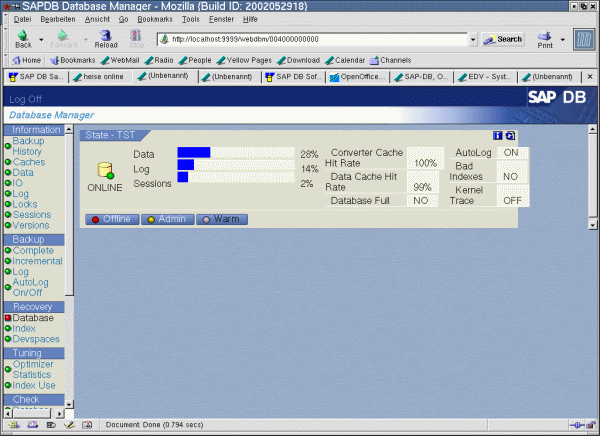 SAPDB Database Manager - Mozilla {Build ID: 2002052918}
Datei Bearbeiten Ansicht Go Bookmarks Tools Fenster Hilfe
Back Forward Reload Stop http://localhost:9999/webdbm/004000000000 Search Print
Home Bookmarks WebMail Radio People Yellow Pages Download Calendar Channels
SAP DB Sa... heise online (Unbenannt) (Unbenannt) SAP DB Sof... OpenOffice... SAP-DB, O... EDV - Syst... (Unbenannt)
Log Off
SAP DB
Database Manager
Information
Backup
History
Caches
Data
IO
Log
Locks
Sessions
Versions
Backup
Complete
Incremental
Log
AutoLog
On/Off
Recovery
Database
Index
Devspaces
Tuning
Optimizer
Statistics
Index Use
Check
Database
State - TST
ONLINE
Data 28%
Log 14%
Sessions 2%
Converter Cache
Hit Rate 100%
Data Cache Hit
Rate 99%
Database Full NO
AutoLog ON
Bad
Indexes NO
Kernel
Trace OFF
Offline Admin Warm
Document: Done (0.794 secs)